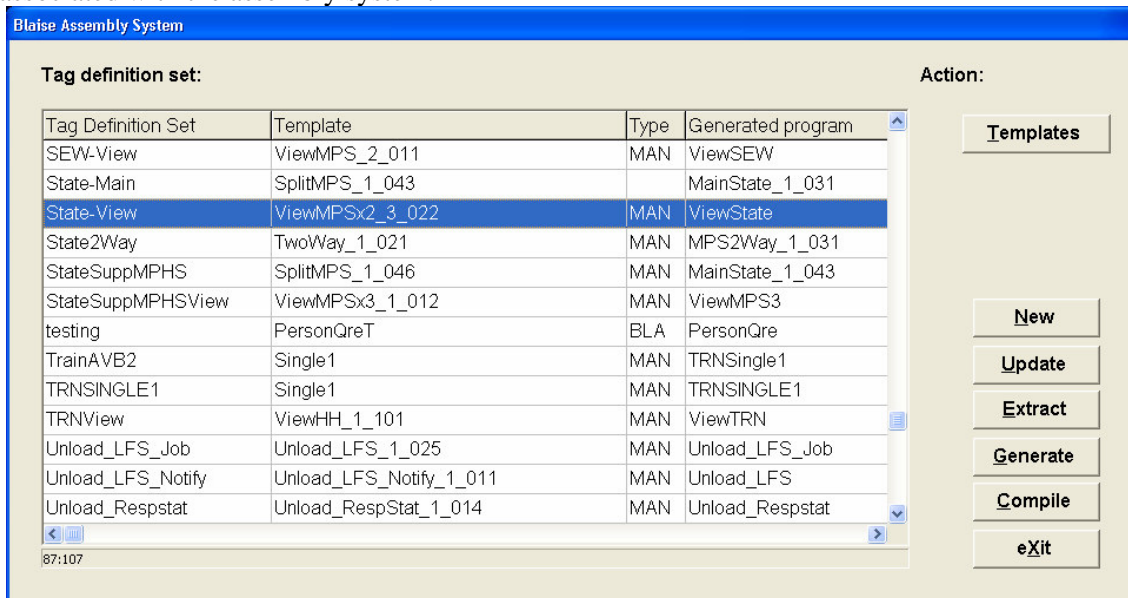 Blaise Assembly System
Tag definition set: Action:
Tag Definition Set Template Type Generated program
Templates
SEW-View ViewMPS_2_011 MAN ViewSEW
State-Main SplitMPS_1_043 MainState_1_031
State-View ViewMPSx2_3_022 MAN ViewState
State2Way TwoWay_1_021 MAN MPS2Way_1_031
StateSuppMPHS SplitMPS_1_046 MAN MainState_1_043
StateSuppMPHSView ViewMPSx3_1_012 MAN ViewMPS3
New
testing PersonQreT BLA PersonQre
TrainAVB2 Single1 MAN TRNSingle1
Update
TRNSINGLE1 Single1 MAN TRNSINGLE1
Extract
TRNView ViewHH_1_101 MAN ViewTRN
Unload_LFS_Job Unload_LFS_1_025 MAN Unload_LFS_Job
Generate
Unload_LFS_Notify Unload_LFS_Notify_1_011 MAN Unload_LFS
Compile
Unload_Respstat Unload_RespStat_1_014 MAN Unload_Respstat
eXit
87:107